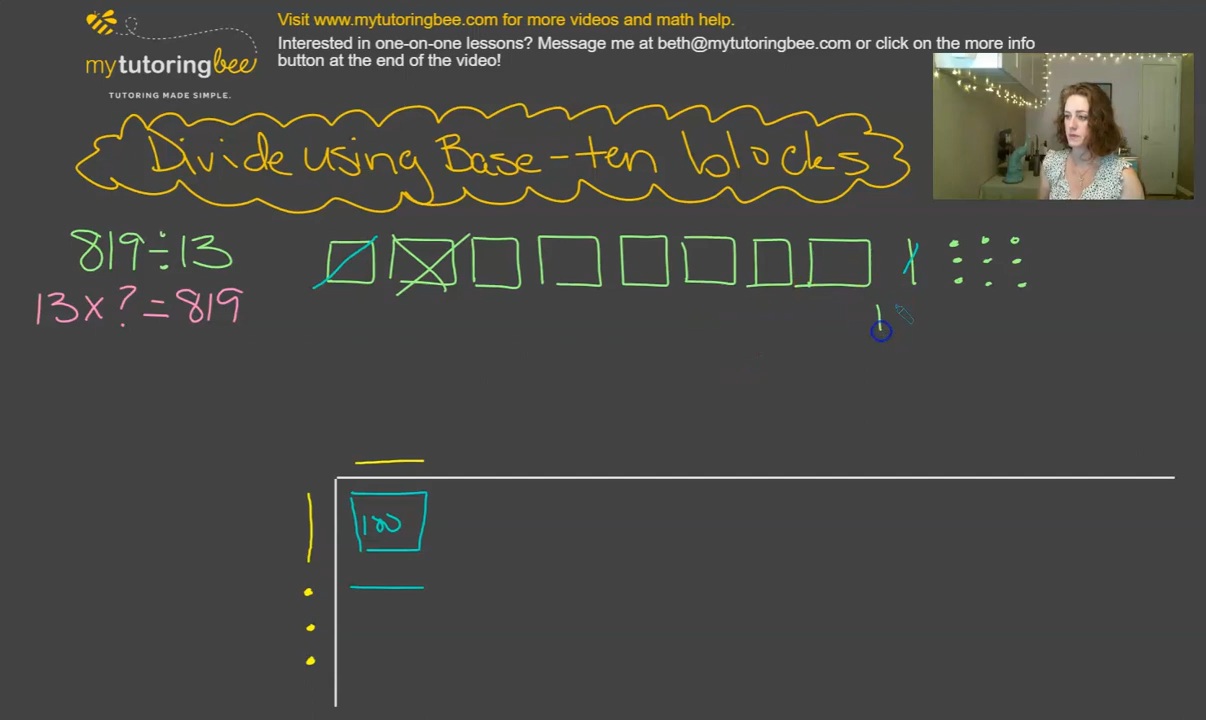 Visit www.mytutoringbee.com for more videos and math help.
Interested in one-on-one lessons? Message me at beth@mytutoringbee.com or click on the more info
button at the end of the video!
mytutoringbee
TUTORING MADE SIMPLE.
Divide using Base-ten blocks
819÷13
13x?=819
100